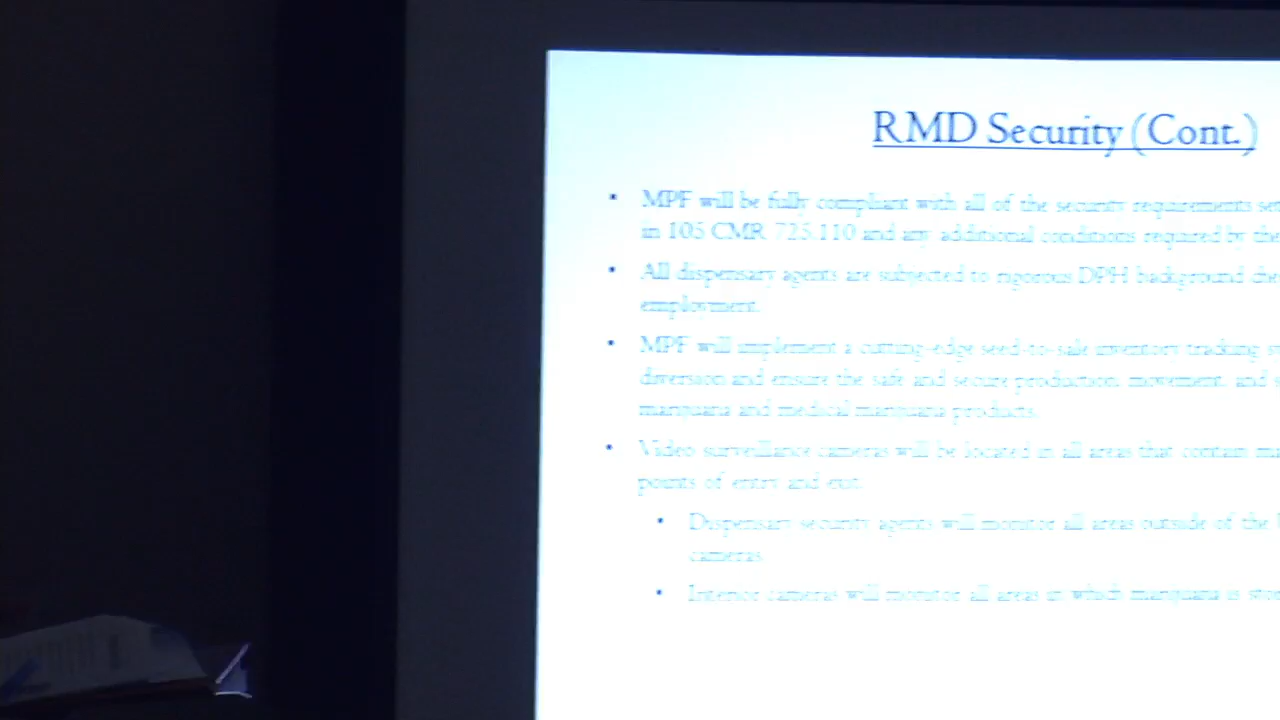 RMD Security (Cont.)
• MPF will be fully compliant with all of the security requirements
in 105 CMR 725.110 and any additional conditions required by the
• All dispensary agents are subjected to rigorous DPH background
employment.
• MPF will implement a cutting-edge seed-to-sale inventory tracking
diversion and ensure the safe and secure production, movement, and
marijuana and medical marijuana products.
• Video surveillance cameras will be located in all areas that contain
points of entry and exit.
• Dispensary security agents will monitor all areas outside of the
cameras
• Interior cameras will monitor all areas in which marijuana is